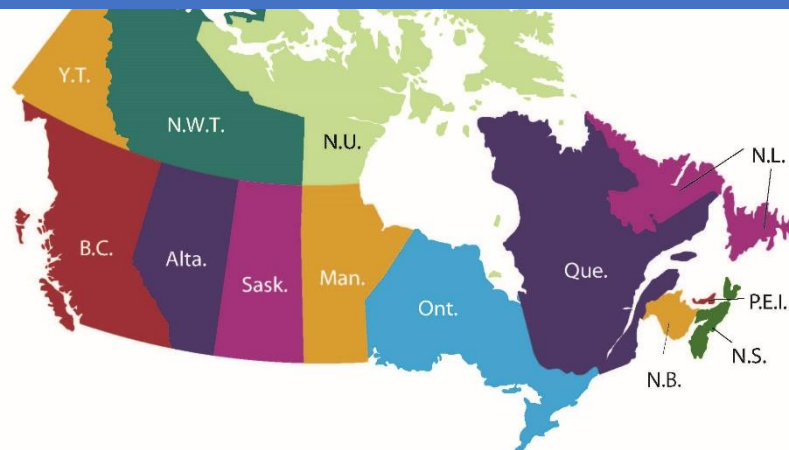 Y.T.
N.W.T.
N.U.
N.L.
B.C.
Alta.
Sask.
Man.
Ont.
Que.
P.E.I.
N.S.
N.B.